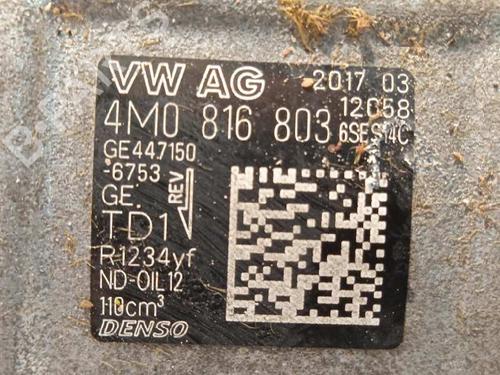 VW AG 2017 03
12C58
4M0 816 803 6SES14C
GE447150
-6753
REV
GE.
TD1
R1234yf
ND-OIL12
110cm³
DENSO